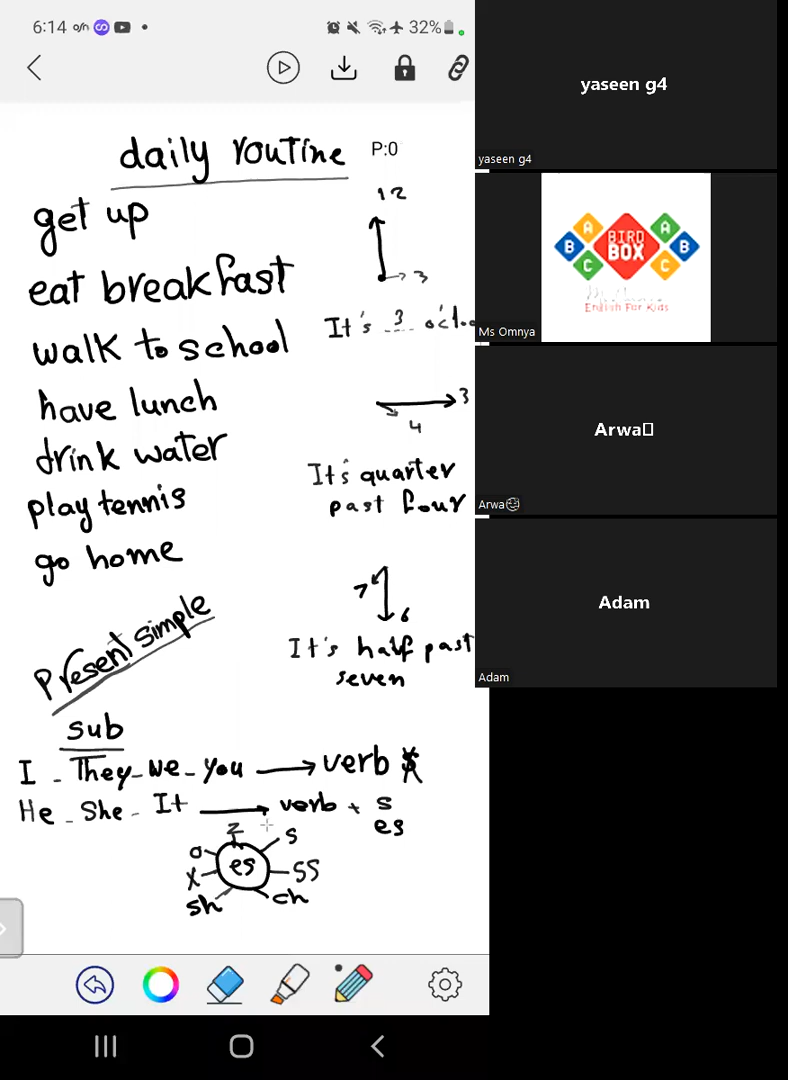 6:14
32%
daily routine
P:0
get up
eat breakfast
walk to school
have lunch
drink water
play tennis
go home
12
3
It's 3 o'cloc
3
4
It's quarter
past four
7
6
It's half past
seven
Present simple
sub
I - They - We - You → verb s
He - She - It → verb + s
es
es
z
s
ss
ch
sh
x
o
yaseen g4
yaseen g4
A
B
C
BIRD
BOX
A
B
C
English For Kids
Ms Omnya
Arwa
Arwa
Adam
Adam